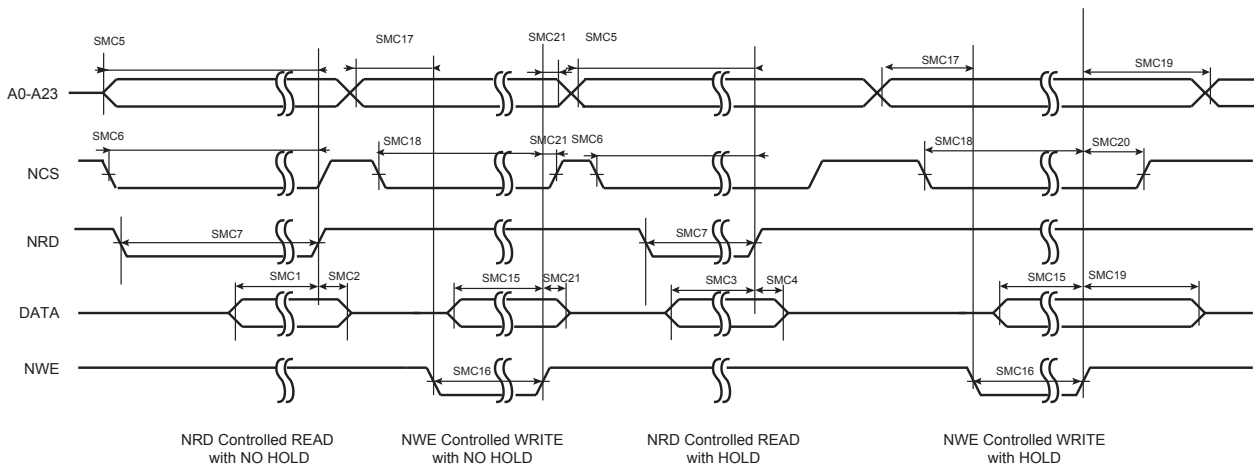 SMC5
SMC17
SMC21
SMC5
SMC17
SMC19
A0-A23
SMC6
SMC18
SMC21
SMC6
SMC18
SMC20
NCS
NRD
SMC7
SMC7
SMC1
SMC2
SMC15
SMC21
SMC3
SMC4
SMC15
SMC19
DATA
NWE
SMC16
SMC16
NRD Controlled READ
with NO HOLD
NWE Controlled WRITE
with NO HOLD
NRD Controlled READ
with HOLD
NWE Controlled WRITE
with HOLD